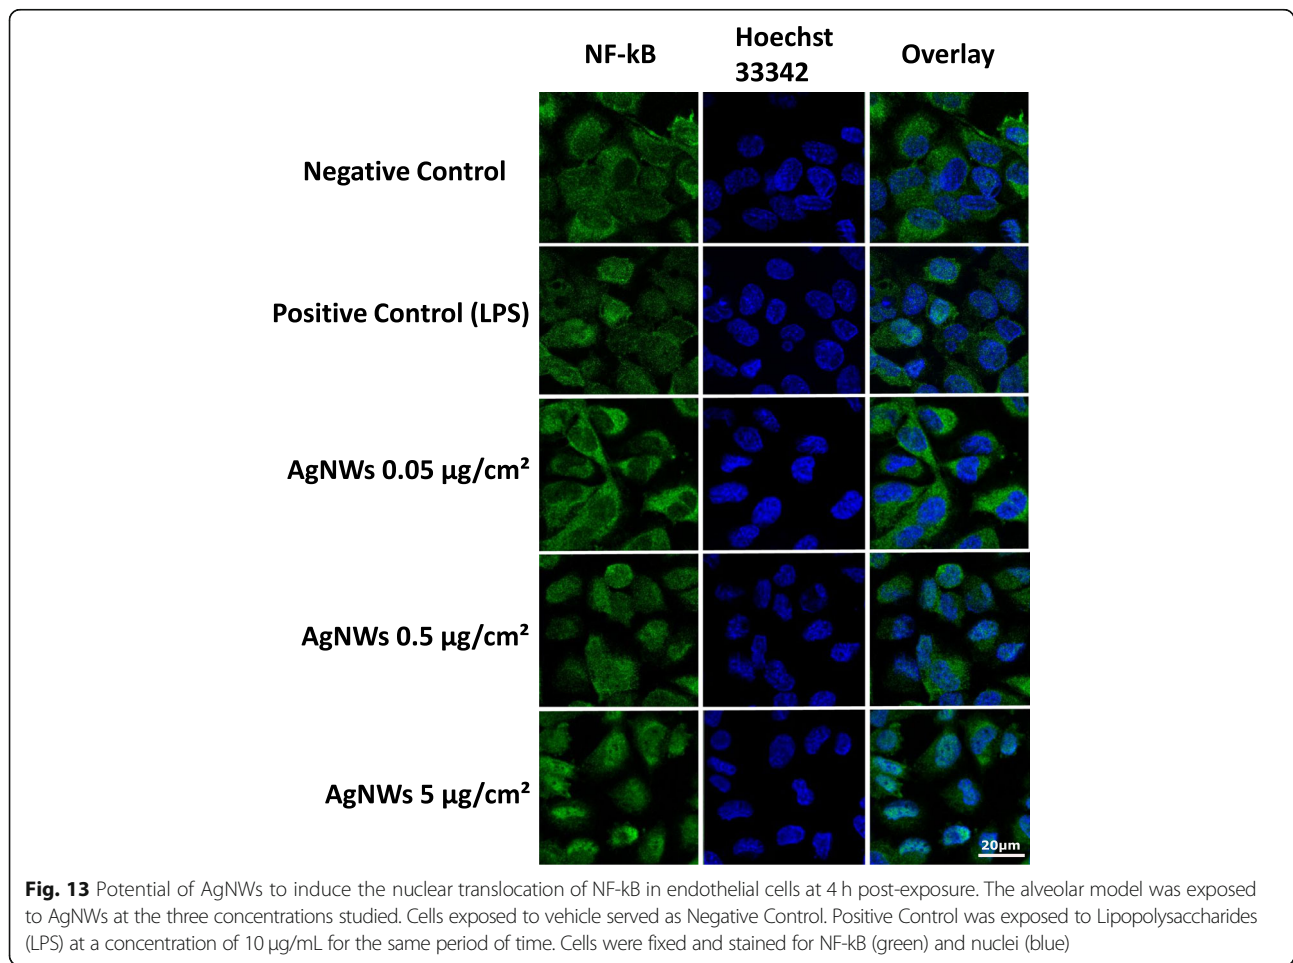 NF-kB
Hoechst
33342
Overlay
Negative Control
Positive Control (LPS)
AgNWs 0.05 µg/cm²
AgNWs 0.5 µg/cm²
AgNWs 5 µg/cm²
20µm
Fig. 13 Potential of AgNWs to induce the nuclear translocation of NF-kB in endothelial cells at 4 h post-exposure. The alveolar model was exposed
to AgNWs at the three concentrations studied. Cells exposed to vehicle served as Negative Control. Positive Control was exposed to Lipopolysaccharides
(LPS) at a concentration of 10 µg/mL for the same period of time. Cells were fixed and stained for NF-kB (green) and nuclei (blue)